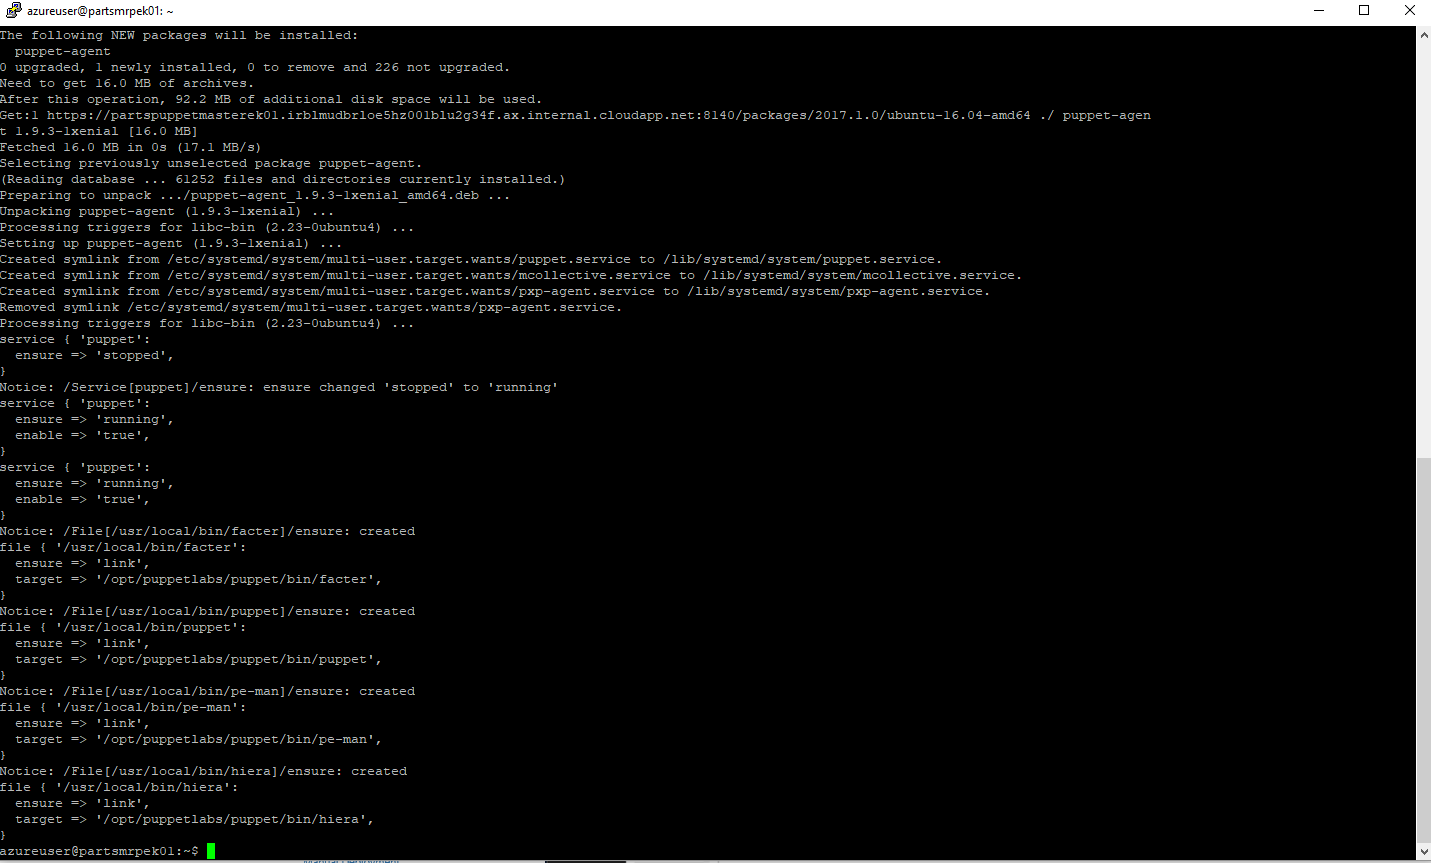 azureuser@partsmrpek01: ~
The following NEW packages will be installed:
  puppet-agent
0 upgraded, 1 newly installed, 0 to remove and 226 not upgraded.
Need to get 16.0 MB of archives.
After this operation, 92.2 MB of additional disk space will be used.
Get:1 https://partspuppetmasterek01.irblmudbrloe5hz001blu2g34f.ax.internal.cloudapp.net:8140/packages/2017.1.0/ubuntu-16.04-amd64 ./ puppet-agen
t 1.9.3-1xenial [16.0 MB]
Fetched 16.0 MB in 0s (17.1 MB/s)
Selecting previously unselected package puppet-agent.
(Reading database ... 61252 files and directories currently installed.)
Preparing to unpack .../puppet-agent_1.9.3-1xenial_amd64.deb ...
Unpacking puppet-agent (1.9.3-1xenial) ...
Processing triggers for libc-bin (2.23-0ubuntu4) ...
Setting up puppet-agent (1.9.3-1xenial) ...
Created symlink from /etc/systemd/system/multi-user.target.wants/puppet.service to /lib/systemd/system/puppet.service.
Created symlink from /etc/systemd/system/multi-user.target.wants/mcollective.service to /lib/systemd/system/mcollective.service.
Created symlink from /etc/systemd/system/multi-user.target.wants/pxp-agent.service to /lib/systemd/system/pxp-agent.service.
Removed symlink /etc/systemd/system/multi-user.target.wants/pxp-agent.service.
Processing triggers for libc-bin (2.23-0ubuntu4) ...
service { 'puppet':
  ensure => 'stopped',
}
Notice: /Service[puppet]/ensure: ensure changed 'stopped' to 'running'
service { 'puppet':
  ensure => 'running',
  enable => 'true',
}
service { 'puppet':
  ensure => 'running',
  enable => 'true',
}
Notice: /File[/usr/local/bin/facter]/ensure: created
file { '/usr/local/bin/facter':
  ensure => 'link',
  target => '/opt/puppetlabs/puppet/bin/facter',
}
Notice: /File[/usr/local/bin/puppet]/ensure: created
file { '/usr/local/bin/puppet':
  ensure => 'link',
  target => '/opt/puppetlabs/puppet/bin/puppet',
}
Notice: /File[/usr/local/bin/pe-man]/ensure: created
file { '/usr/local/bin/pe-man':
  ensure => 'link',
  target => '/opt/puppetlabs/puppet/bin/pe-man',
}
Notice: /File[/usr/local/bin/hiera]/ensure: created
file { '/usr/local/bin/hiera':
  ensure => 'link',
  target => '/opt/puppetlabs/puppet/bin/hiera',
}
azureuser@partsmrpek01:~$